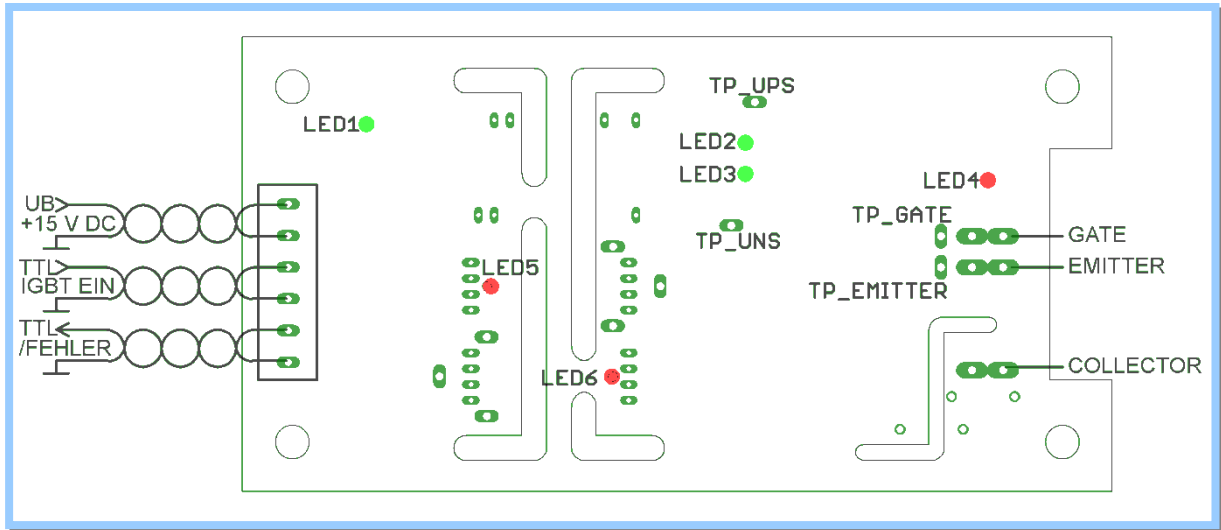 TP_UPS
LED1
LED2
LED3
LED4
UB
+15 V DC
TP_GATE
GATE
TP_UNS
TTL
IGBT EIN
LED5
EMITTER
TP_EMITTER
TTL
/FEHLER
LED6
COLLECTOR